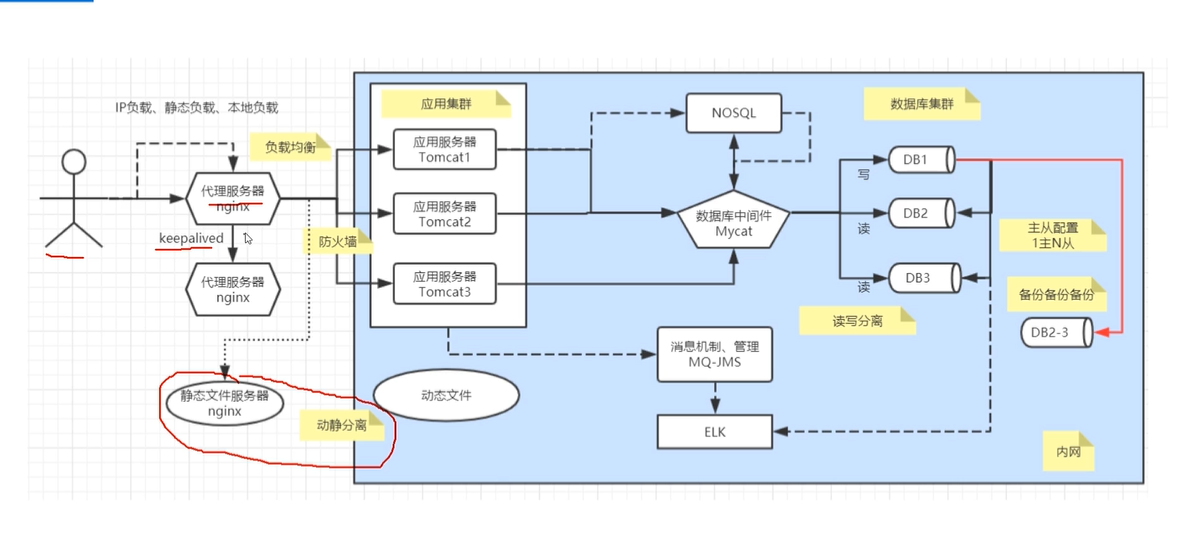 IP负载、静态负载、本地负载
负载均衡
代理服务器
nginx
keepalived
代理服务器
nginx
防火墙
静态文件服务器
nginx
动静分离
应用集群
应用服务器
Tomcat1
应用服务器
Tomcat2
应用服务器
Tomcat3
动态文件
NOSQL
数据库中间件
Mycat
消息机制、管理
MQ-JMS
ELK
数据库集群
写
DB1
读
DB2
读
DB3
读写分离
主从配置
1主N从
备份备份备份
DB2-3
内网